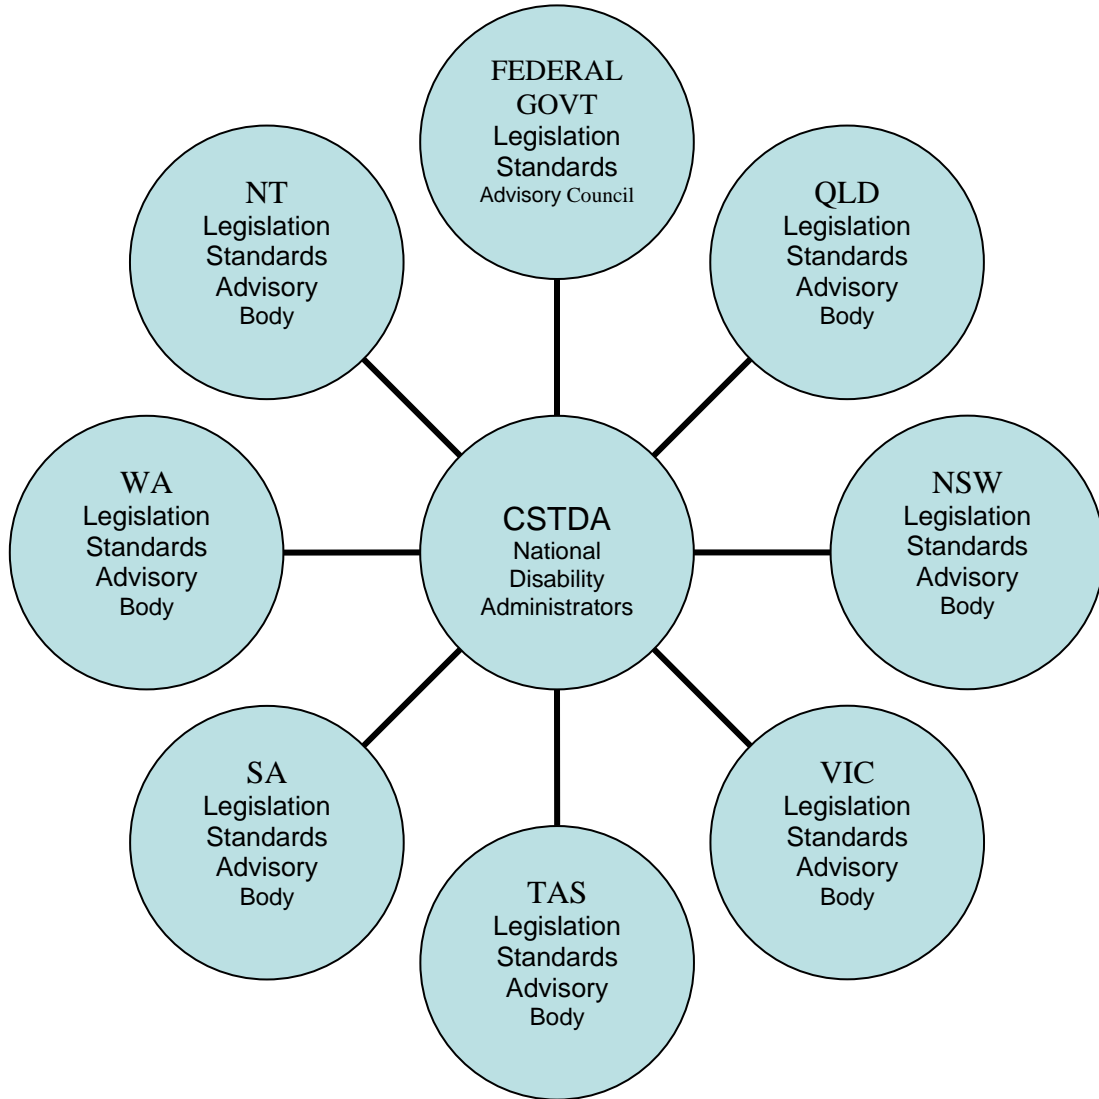 FEDERAL
GOVT
Legislation
Standards
Advisory Council
NT
Legislation
Standards
Advisory
Body
QLD
Legislation
Standards
Advisory
Body
WA
Legislation
Standards
Advisory
Body
CSTDA
National
Disability
Administrators
NSW
Legislation
Standards
Advisory
Body
SA
Legislation
Standards
Advisory
Body
VIC
Legislation
Standards
Advisory
Body
TAS
Legislation
Standards
Advisory
Body